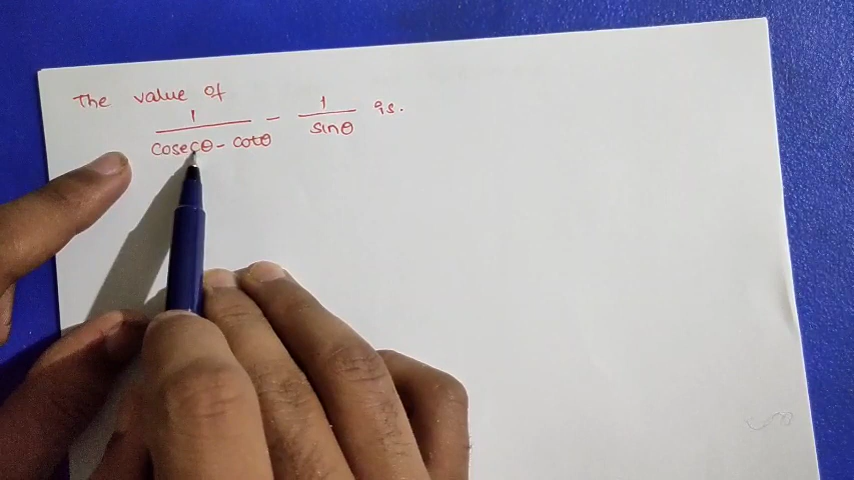 The value of
1/(cosecθ - cotθ) - 1/sinθ is.